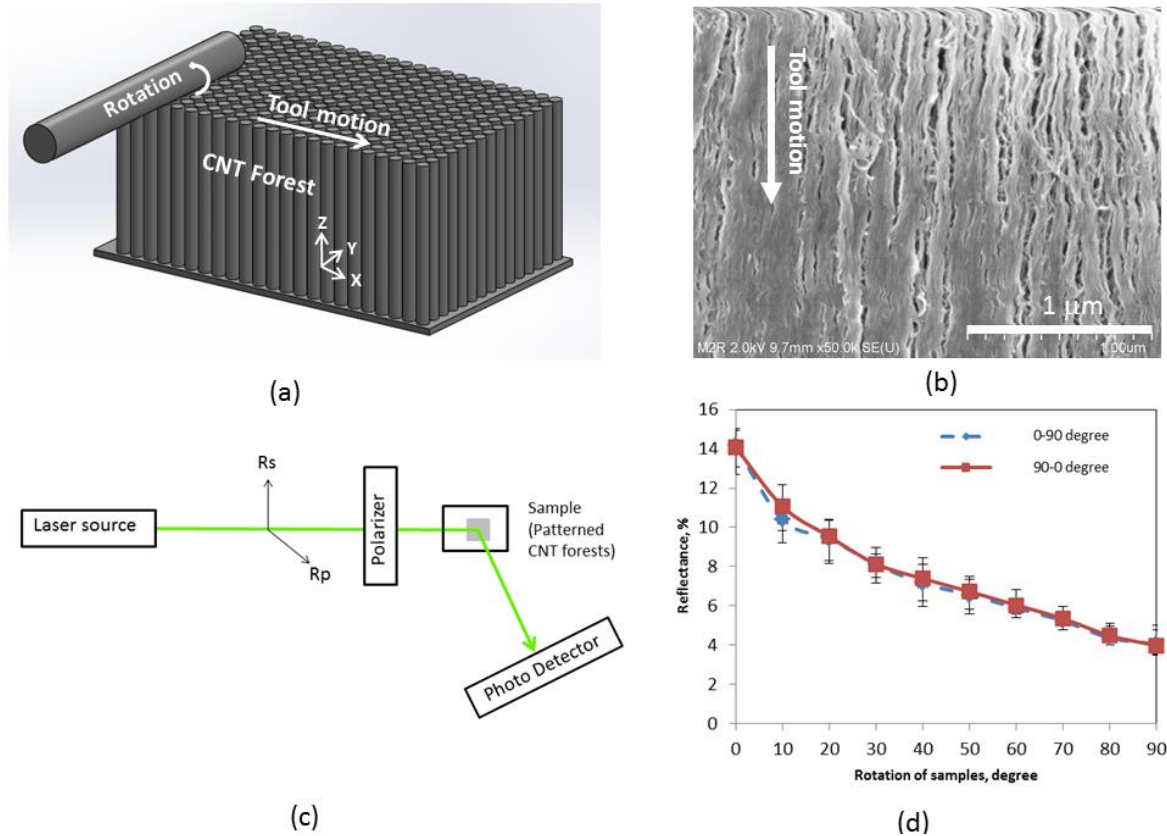 Rotation
Tool motion
CNT Forest
Z
Y
X
(a)
Tool motion
1 μm
M2R 2.0kV 9.7mm x50.0k SE(U)
1.00um
(b)
Laser source
Rs
Rp
Polarizer
Sample
(Patterned
CNT forests)
Photo Detector
(c)
16
14
12
10
8
6
4
2
0
Reflectance, %
0-90 degree
90-0 degree
0 10 20 30 40 50 60 70 80 90
Rotation of samples, degree
(d)